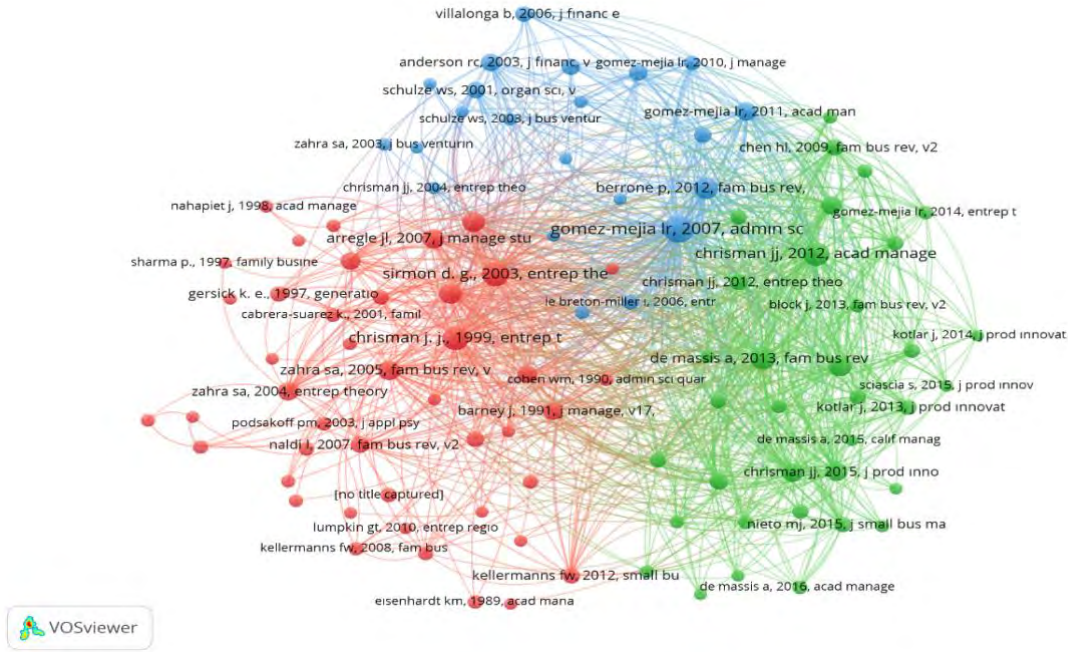 villalonga b, 2006, j financ e
anderson rc, 2003, j financ, v
gomez-mejia lr, 2010, j manage
schulze ws, 2001, organ sci, v
gomez-mejia lr, 2011, acad man
schulze ws, 2003, j bus ventur
zahra sa, 2003, j bus venturin
chen hl, 2009, fam bus rev, v2
chrisman jj, 2004, entrep theo
berrone p, 2012, fam bus rev,
nahapiet j, 1998, acad manage
gomez-mejia lr, 2014, entrep t
gomez-mejia lr, 2007, admin sc
arregle jl, 2007, j manage stu
chrisman jj, 2012, acad manage
sharma p., 1997, family busine
sirmon d. g., 2003, entrep the
chrisman jj, 2012, entrep theo
gersick k. e., 1997, generatio
le breton-miller i, 2006, entr
block j, 2013, fam bus rev, v2
cabrera-suarez k., 2001, famil
chrisman j. j., 1999, entrep t
kotlar j, 2014, j prod innovat
de massis a, 2013, fam bus rev
zahra sa, 2005, fam bus rev, v
cohen wm, 1990, admin sci quar
sciascia s, 2015, j prod innov
zahra sa, 2004, entrep theory
kotlar j, 2013, j prod innovat
barney j, 1991, j manage, v17,
podsakoff pm, 2003, j appl psy
de massis a, 2015, calif manag
naldi l, 2007, fam bus rev, v2
chrisman jj, 2015, j prod inno
[no title captured]
lumpkin gt, 2010, entrep regio
nieto mj, 2015, j small bus ma
kellermanns fw, 2008, fam bus
kellermanns fw, 2012, small bu
de massis a, 2016, acad manage
eisenhardt km, 1989, acad mana
VOSviewer